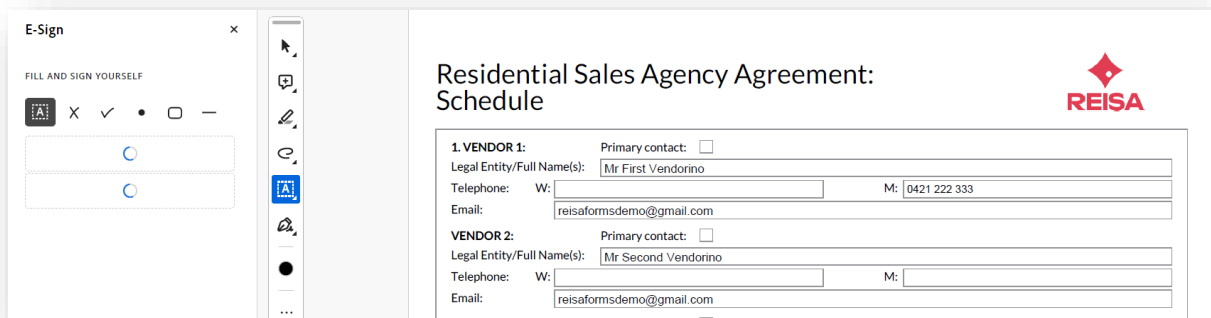 E-Sign
FILL AND SIGN YOURSELF
Residential Sales Agency Agreement:
Schedule
REISA
1. VENDOR 1: Primary contact:
Legal Entity/Full Name(s): Mr First Vendorino
Telephone: W: M: 0421 222 333
Email: reisaformsdemo@gmail.com
VENDOR 2: Primary contact:
Legal Entity/Full Name(s): Mr Second Vendorino
Telephone: W: M:
Email: reisaformsdemo@gmail.com